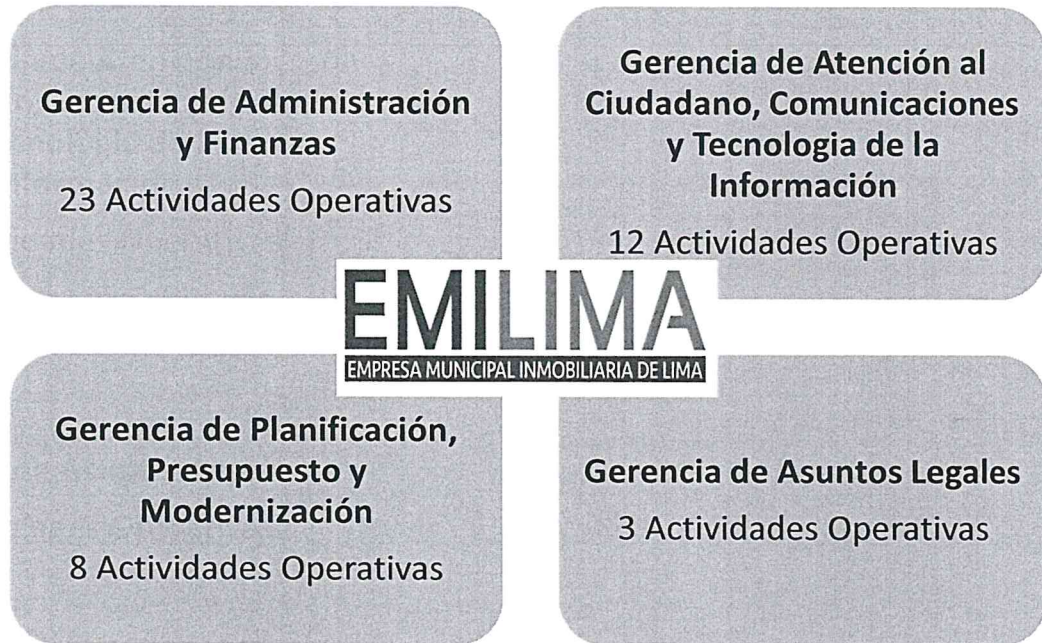 Gerencia de Administración
y Finanzas
23 Actividades Operativas
Gerencia de Atención al
Ciudadano, Comunicaciones
y Tecnologia de la
Información
12 Actividades Operativas
EMILIMA
EMPRESA MUNICIPAL INMOBILIARIA DE LIMA
Gerencia de Planificación,
Presupuesto y
Modernización
8 Actividades Operativas
Gerencia de Asuntos Legales
3 Actividades Operativas